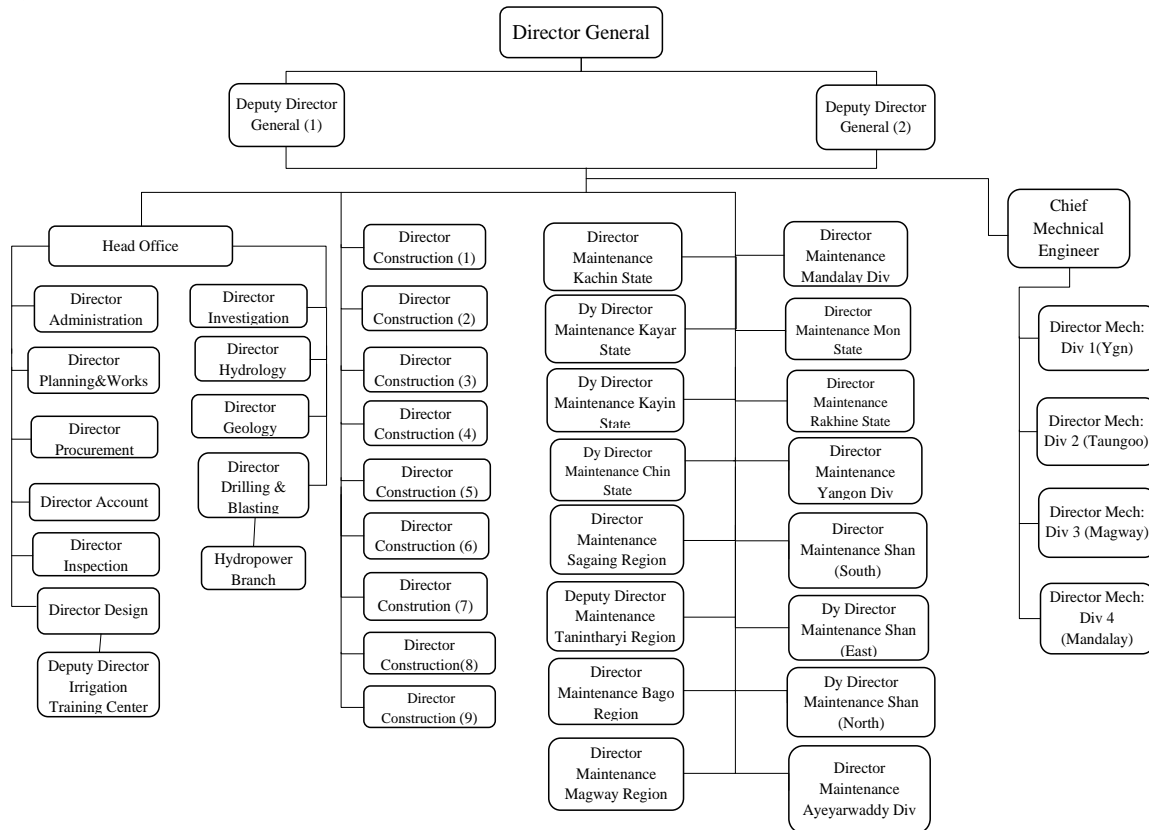 Director General
Deputy Director
General (1)
Deputy Director
General (2)
Head Office
Director
Administration
Director
Planning&Works
Director
Procurement
Director Account
Director
Inspection
Director Design
Deputy Director
Irrigation
Training Center
Director
Investigation
Director
Hydrology
Director
Geology
Director
Drilling &
Blasting
Hydropower
Branch
Director
Construction (1)
Director
Construction (2)
Director
Construction (3)
Director
Construction (4)
Director
Construction (5)
Director
Construction (6)
Director
Constrution (7)
Director
Construction(8)
Director
Construction (9)
Director
Maintenance
Kachin State
Dy Director
Maintenance Kayar
State
Dy Director
Maintenance Kayin
State
Dy Director
Maintenance Chin
State
Director
Maintenance
Sagaing Region
Deputy Director
Maintenance
Tanintharyi Region
Director
Maintenance Bago
Region
Director
Maintenance
Magway Region
Director
Maintenance
Mandalay Div
Director
Maintenance Mon
State
Director
Maintenance
Rakhine State
Director
Maintenance
Yangon Div
Director
Maintenance Shan
(South)
Dy Director
Maintenance Shan
(East)
Dy Director
Maintenance Shan
(North)
Director
Maintenance
Ayeyarwaddy Div
Chief
Mechnical
Engineer
Director Mech:
Div 1(Ygn)
Director Mech:
Div 2 (Taungoo)
Director Mech:
Div 3 (Magway)
Director Mech:
Div 4
(Mandalay)